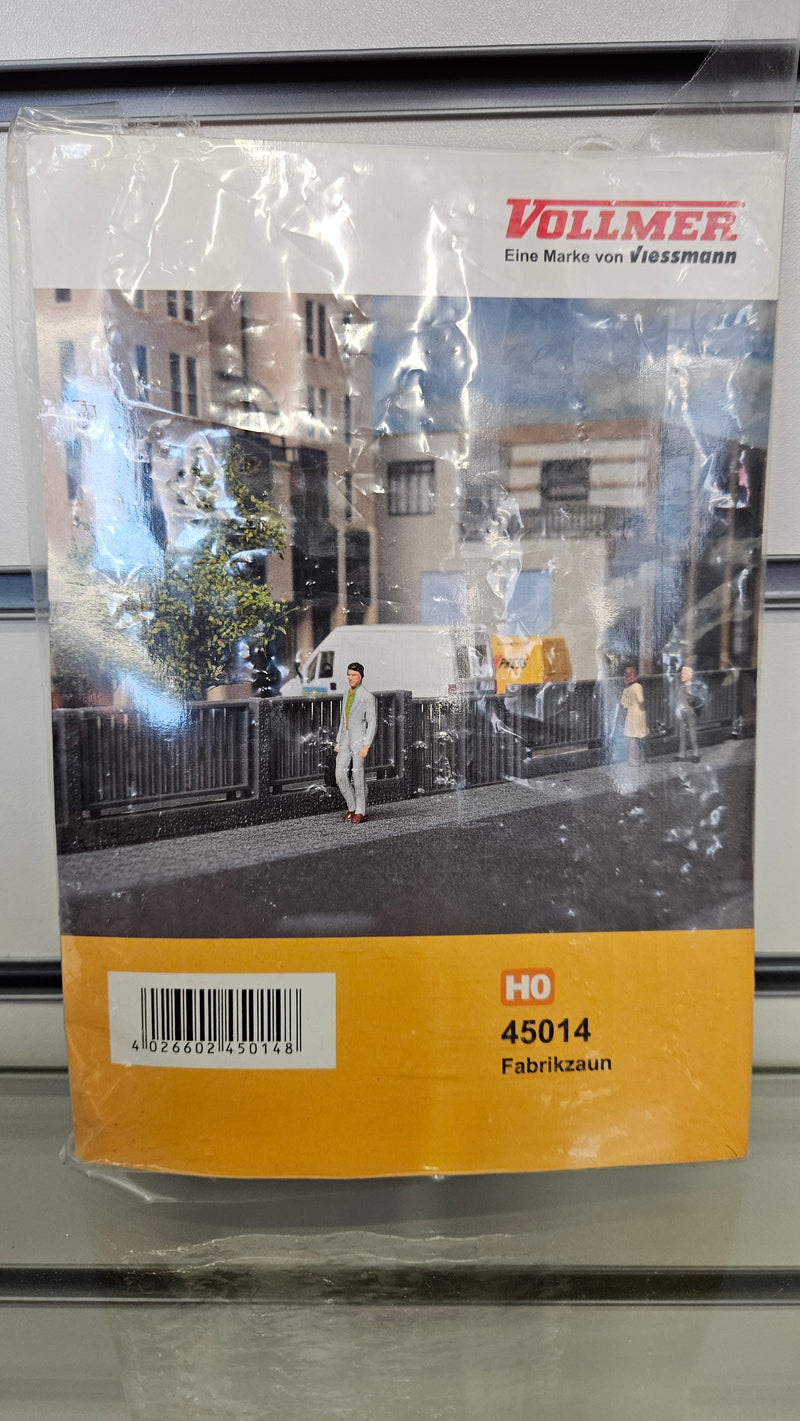 VOLLMER
Eine Marke von Viessmann
H0
45014
Fabrikzaun
4 026602 450148